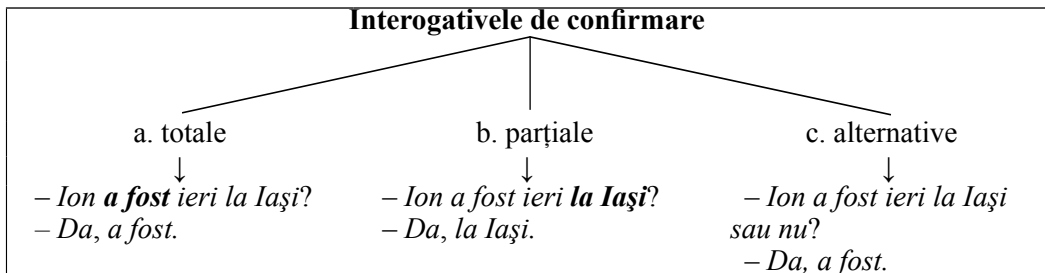 Interogativele de confirmare
a. totale
b. parțiale
c. alternative
↓
↓
↓
– Ion a fost ieri la Iaşi?
– Da, a fost.
– Ion a fost ieri la Iaşi?
– Da, la Iaşi.
– Ion a fost ieri la Iaşi
sau nu?
– Da, a fost.